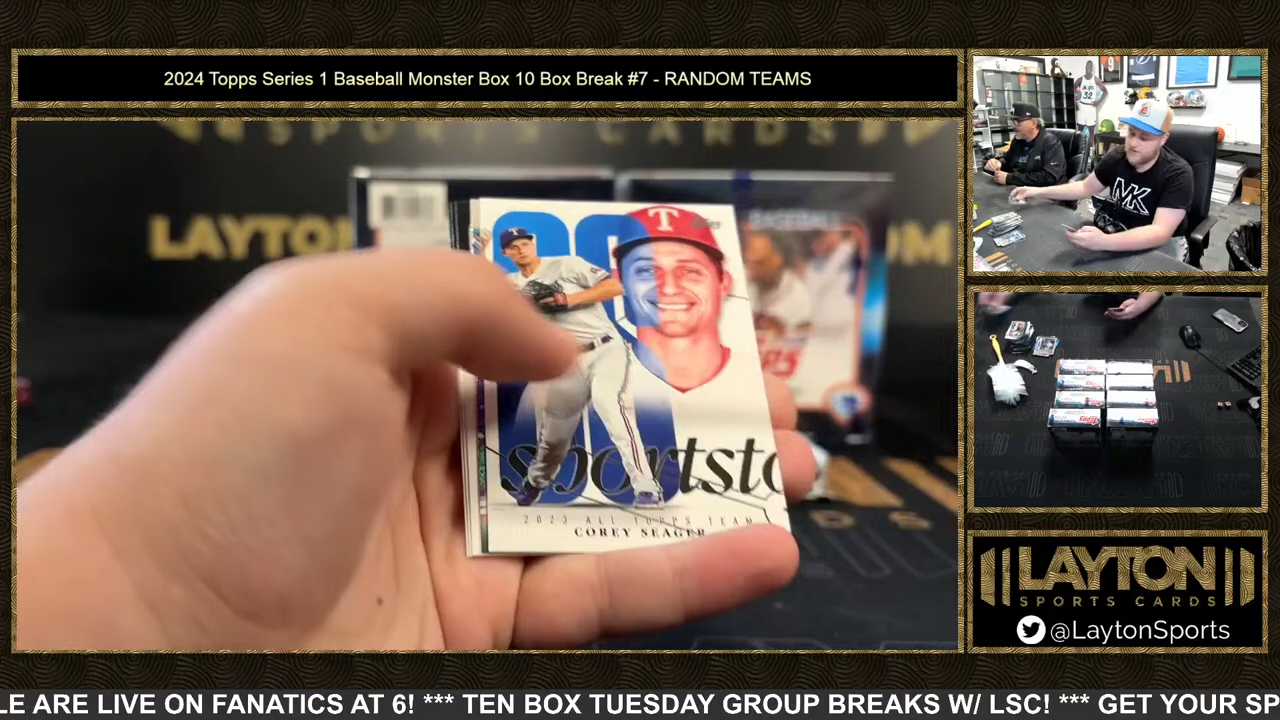 2024 Topps Series 1 Baseball Monster Box 10 Box Break #7 - RANDOM TEAMS
LAYTON
T
sportsto
2023 ALL TOPPS TEAM
COREY SEAGER
MK
LAYTON
SPORTS CARDS
@LaytonSports
LE ARE LIVE ON FANATICS AT 6! *** TEN BOX TUESDAY GROUP BREAKS W/ LSC! *** GET YOUR SP